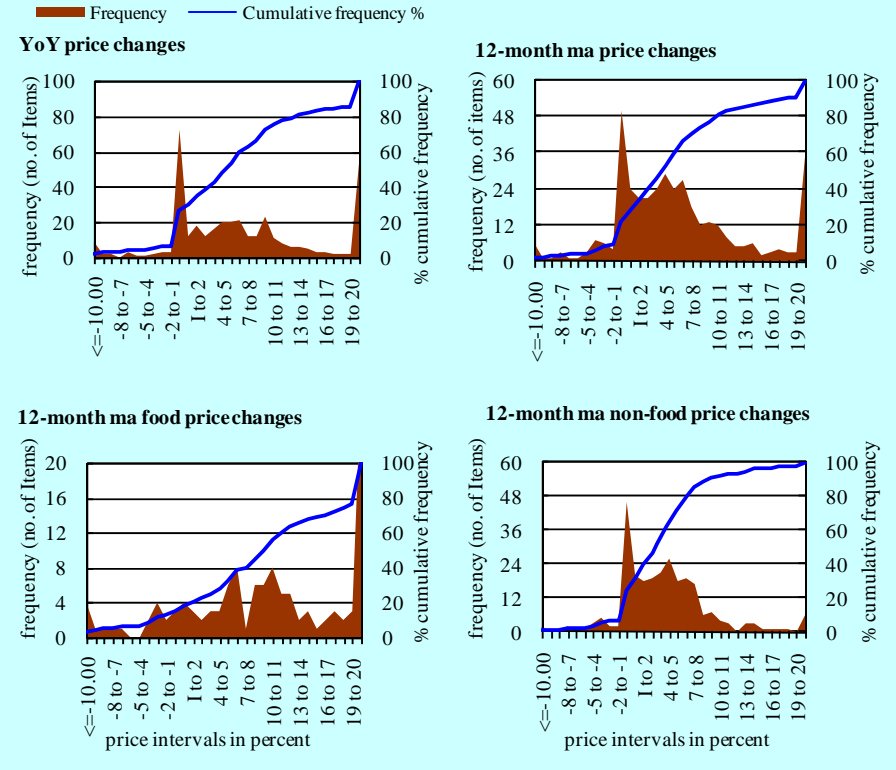 Frequency Cumulative frequency %
YoY price changes
frequency (no. of Items)
100
80
60
40
20
0
100
80
60
40
20
0
% cumulative frequency
<=-10.00
-8 to -7
-5 to -4
-2 to -1
1 to 2
4 to 5
7 to 8
10 to 11
13 to 14
16 to 17
19 to 20
12-month ma price changes
frequency (no. of Items)
60
48
36
24
12
0
100
80
60
40
20
0
% cumulative frequency
<=-10.00
-8 to -7
-5 to -4
-2 to -1
1 to 2
4 to 5
7 to 8
10 to 11
13 to 14
16 to 17
19 to 20
12-month ma food price changes
frequency (no. of Items)
20
16
12
8
4
0
100
80
60
40
20
0
% cumulative frequency
<=-10.00
-8 to -7
-5 to -4
-2 to -1
1 to 2
4 to 5
7 to 8
10 to 11
13 to 14
16 to 17
19 to 20
price intervals in percent
12-month ma non-food price changes
frequency (no. of Items)
60
48
36
24
12
0
100
80
60
40
20
0
% cumulative frequency
<=-10.00
-8 to -7
-5 to -4
-2 to -1
1 to 2
4 to 5
7 to 8
10 to 11
13 to 14
16 to 17
19 to 20
price intervals in percent